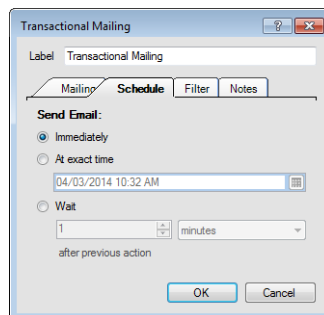 Transactional Mailing
Label Transactional Mailing
Mailing Schedule Filter Notes
Send Email:
Immediately
At exact time
04/03/2014 10:32 AM
Wait
1 minutes
after previous action
OK Cancel